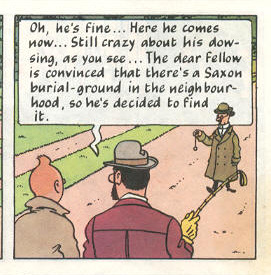 Oh, he's fine... Here he comes
now... Still crazy about his dow-
sing, as you see... The dear fellow
is convinced that there's a Saxon
burial-ground in the neighbour-
hood, so he's decided to find
it.